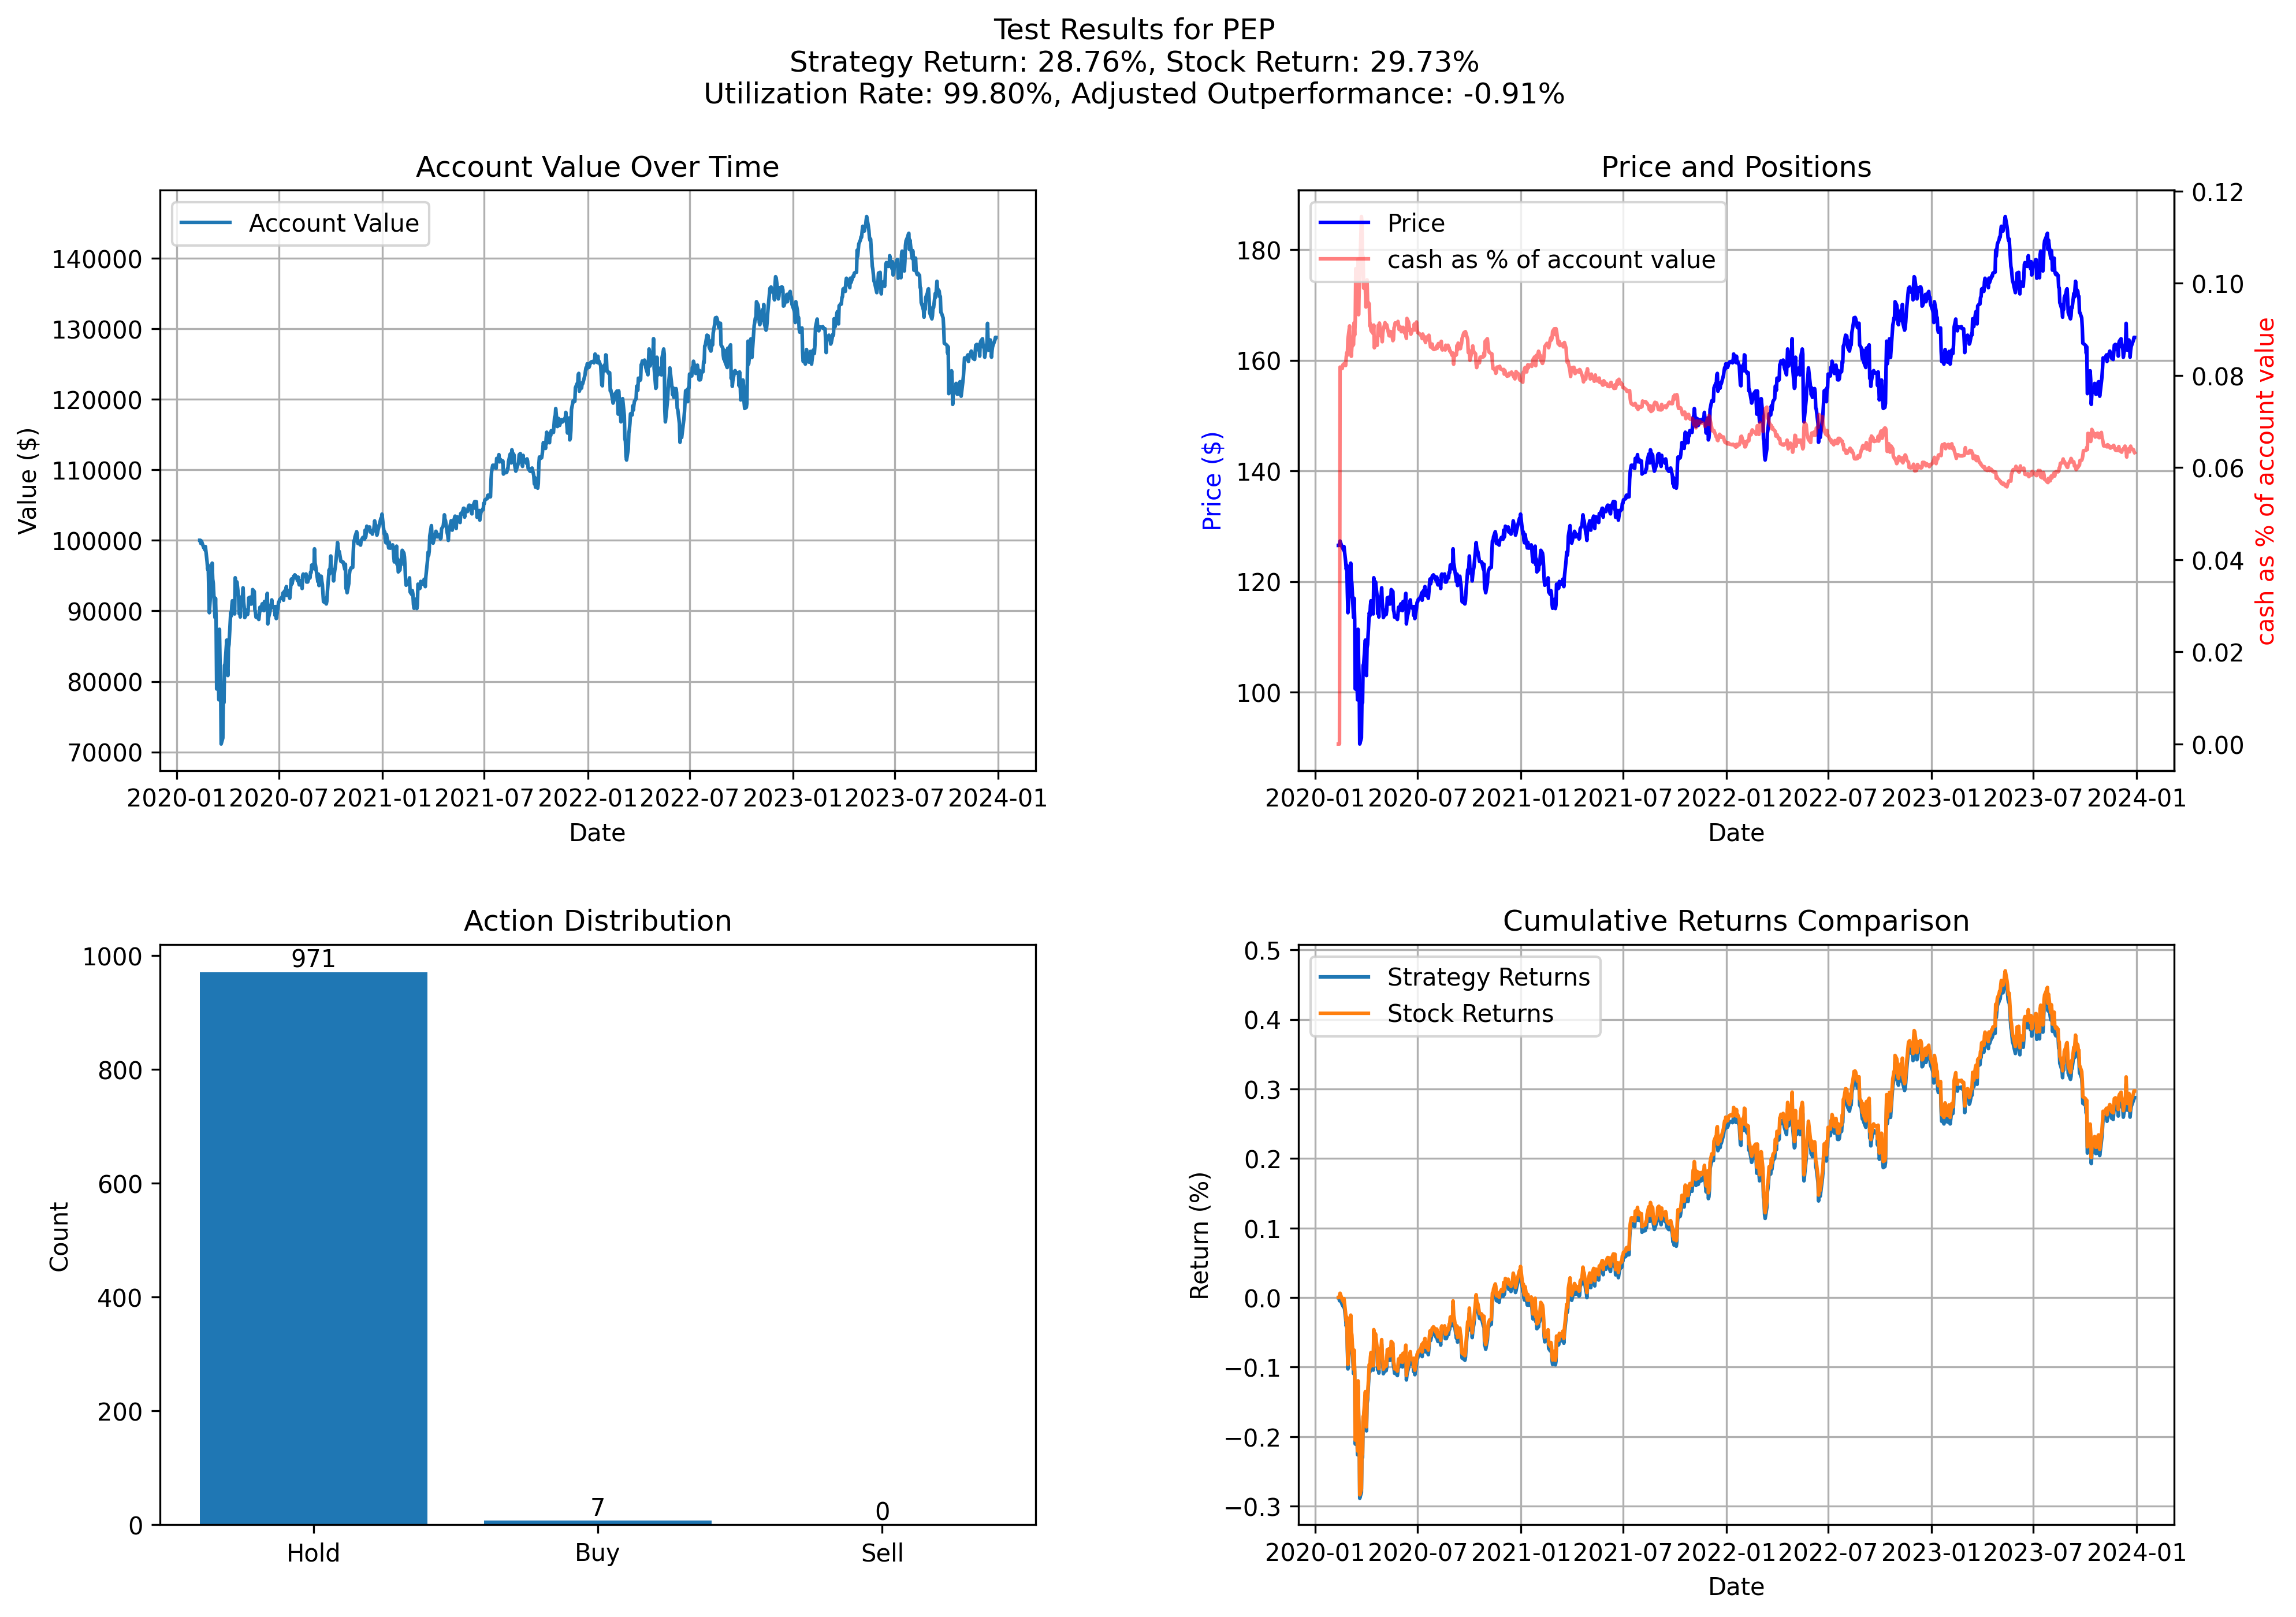 Test Results for PEP
Strategy Return: 28.76%, Stock Return: 29.73%
Utilization Rate: 99.80%, Adjusted Outperformance: -0.91%
Account Value Over Time
Account Value
140000
130000
120000
110000
100000
90000
80000
70000
Value ($)
2020-01 2020-07 2021-01 2021-07 2022-01 2022-07 2023-01 2023-07 2024-01
Date
Price and Positions
Price
cash as % of account value
180
160
140
120
100
Price ($)
0.12
0.10
0.08
0.06
0.04
0.02
0.00
cash as % of account value
2020-01 2020-07 2021-01 2021-07 2022-01 2022-07 2023-01 2023-07 2024-01
Date
Action Distribution
1000
800
600
400
200
0
Count
971
7
0
Hold Buy Sell
Cumulative Returns Comparison
Strategy Returns
Stock Returns
0.5
0.4
0.3
0.2
0.1
0.0
−0.1
−0.2
−0.3
Return (%)
2020-01 2020-07 2021-01 2021-07 2022-01 2022-07 2023-01 2023-07 2024-01
Date